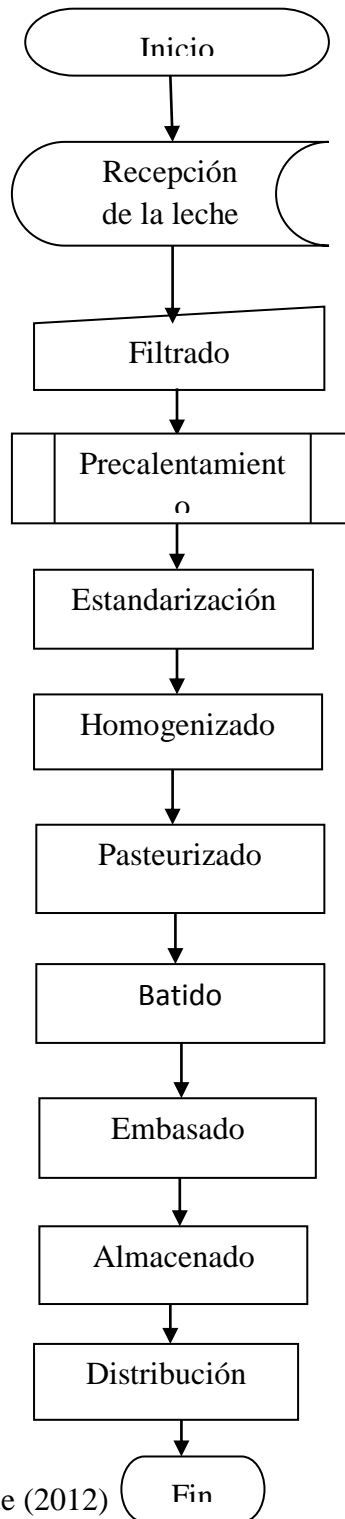 Inicio
Recepción
de la leche
Filtrado
Precalentamient
o
Estandarización
Homogenizado
Pasteurizado
Batido
Embasado
Almacenado
Distribución
Fin
e (2012)